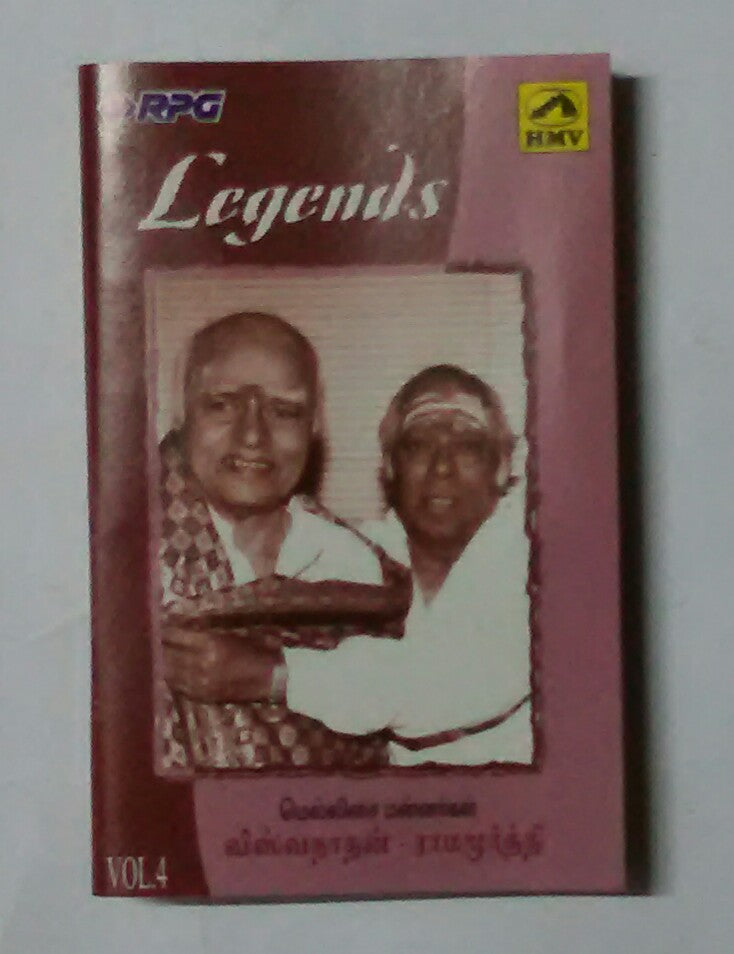 RPG
HMV
Legends
மெல்லிசை மன்னர்கள்
விஸ்வநாதன் - ராமமூர்த்தி
VOL.4